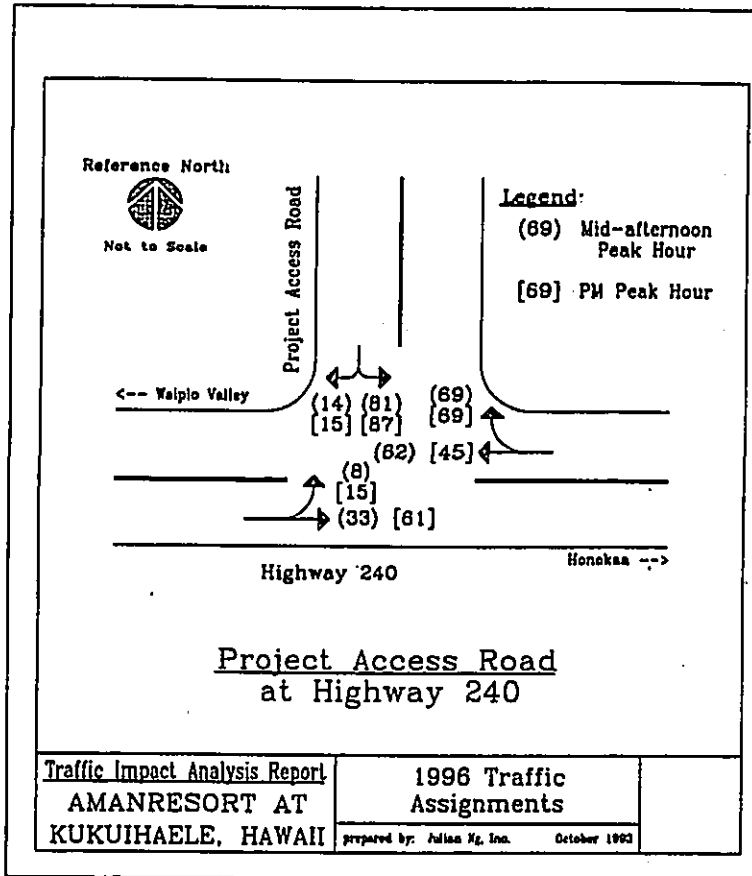 Reference North
Not to Scale
Project Access Road
Legend:
(69) Mid-afternoon
Peak Hour
[69] PM Peak Hour
<-- Waipio Valley
(14) (81)
[15] [87]
(69)
[69]
(62) [45]
(8)
[15]
(33) [61]
Highway 240
Honokaa -->
Project Access Road
at Highway 240
Traffic Impact Analysis Report
AMANRESORT AT
KUKUIHAELE, HAWAII
1996 Traffic
Assignments
prepared by: Julian Ng, Inc. October 1993